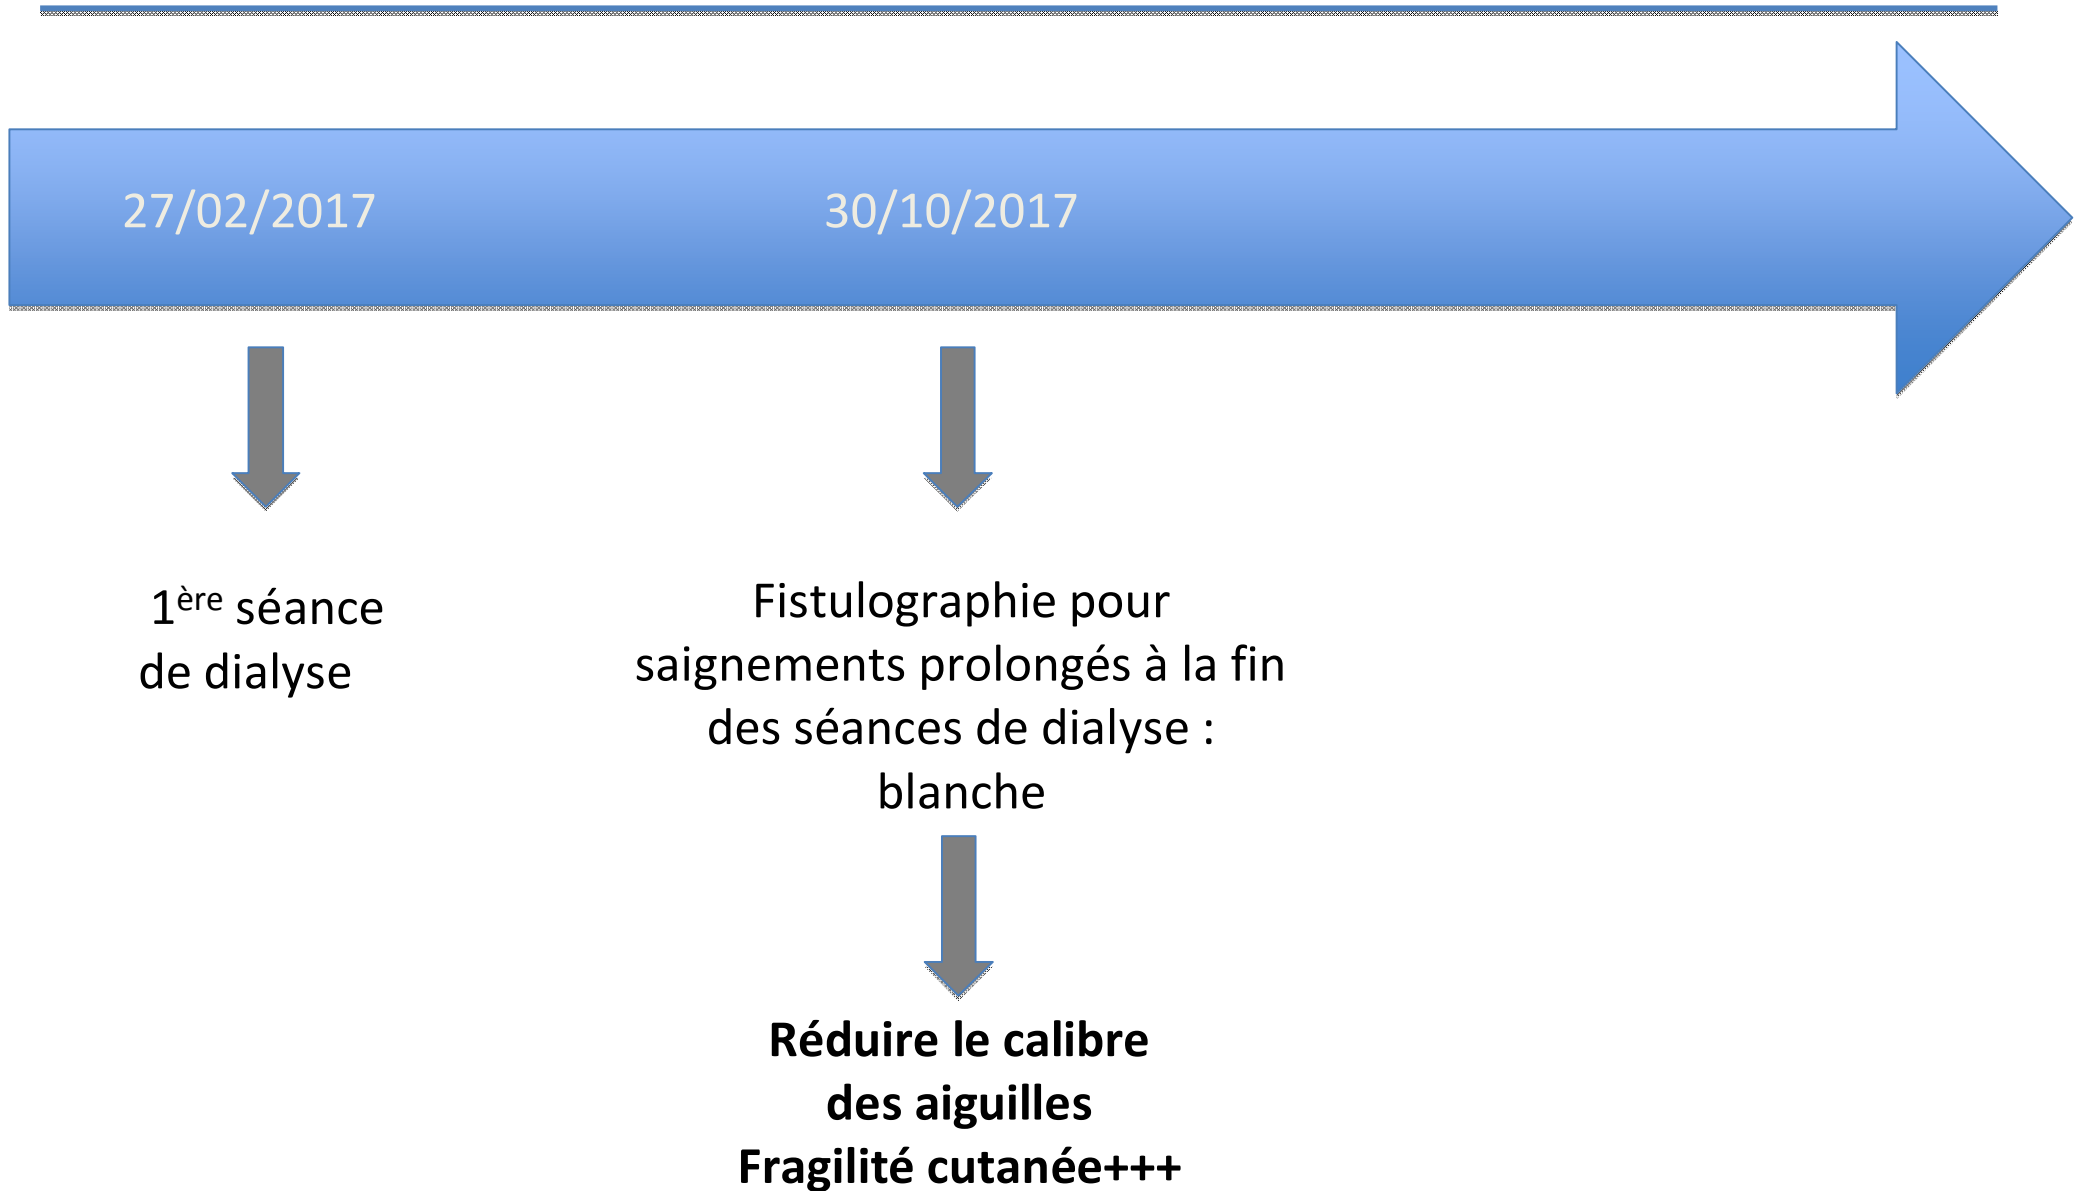 27/02/2017
30/10/2017
1ère séance
de dialyse
Fistulographie pour
saignements prolongés à la fin
des séances de dialyse :
blanche
Réduire le calibre
des aiguilles
Fragilité cutanée+++